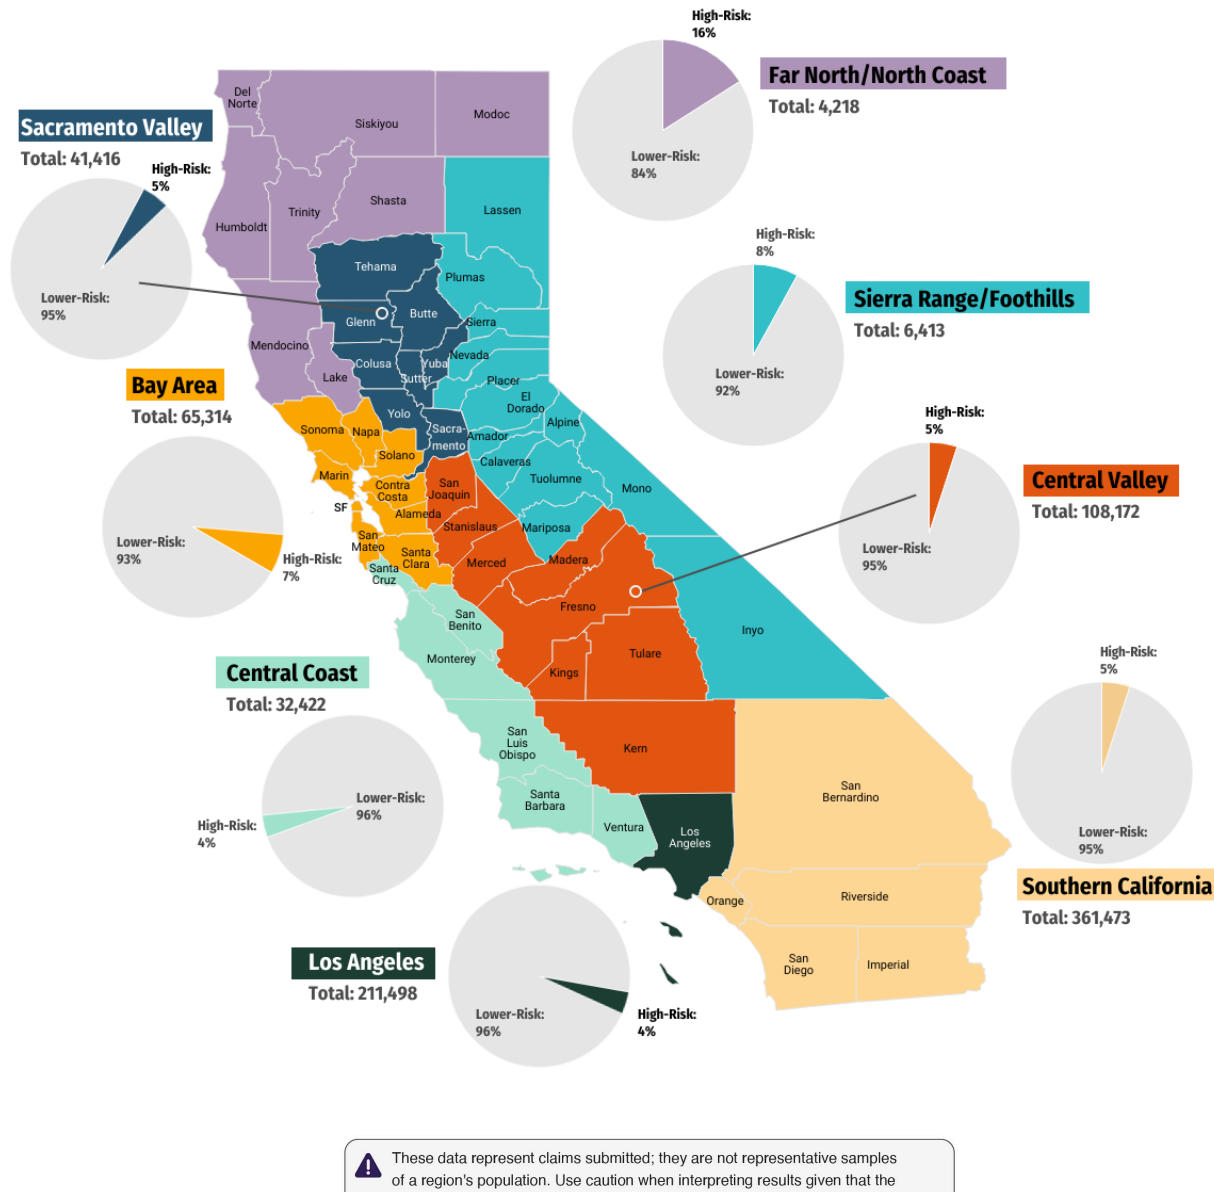 High-Risk:
16%
Far North/North Coast
Total: 4,218
Lower-Risk:
84%
Sacramento Valley
Total: 41,416
High-Risk:
5%
Lower-Risk:
95%
High-Risk:
8%
Sierra Range/Foothills
Total: 6,413
Lower-Risk:
92%
Bay Area
Total: 65,314
Lower-Risk:
93%
High-Risk:
7%
High-Risk:
5%
Central Valley
Total: 108,172
Lower-Risk:
95%
Central Coast
Total: 32,422
Lower-Risk:
96%
High-Risk:
4%
High-Risk:
5%
Lower-Risk:
95%
Southern California
Total: 361,473
Los Angeles
Total: 211,498
Lower-Risk:
96%
High-Risk:
4%
Del
Norte
Siskiyou
Modoc
Humboldt
Trinity
Shasta
Lassen
Tehama
Plumas
Glenn
Butte
Sierra
Mendocino
Colusa
Yuba
Nevada
Lake
Sutter
Placer
El
Dorado
Yolo
Sonoma
Napa
Sacra-
mento
Amador
Alpine
Solano
Calaveras
Marin
Contra
Costa
San
Joaquin
Tuolumne
Mono
SF
Alameda
Stanislaus
Mariposa
San
Mateo
Santa
Clara
Merced
Madera
Santa
Cruz
Fresno
San
Benito
Inyo
Monterey
Kings
Tulare
San
Luis
Obispo
Kern
Santa
Barbara
San
Bernardino
Ventura
Los
Angeles
Orange
Riverside
San
Diego
Imperial
These data represent claims submitted; they are not representative samples
of a region's population. Use caution when interpreting results given that the